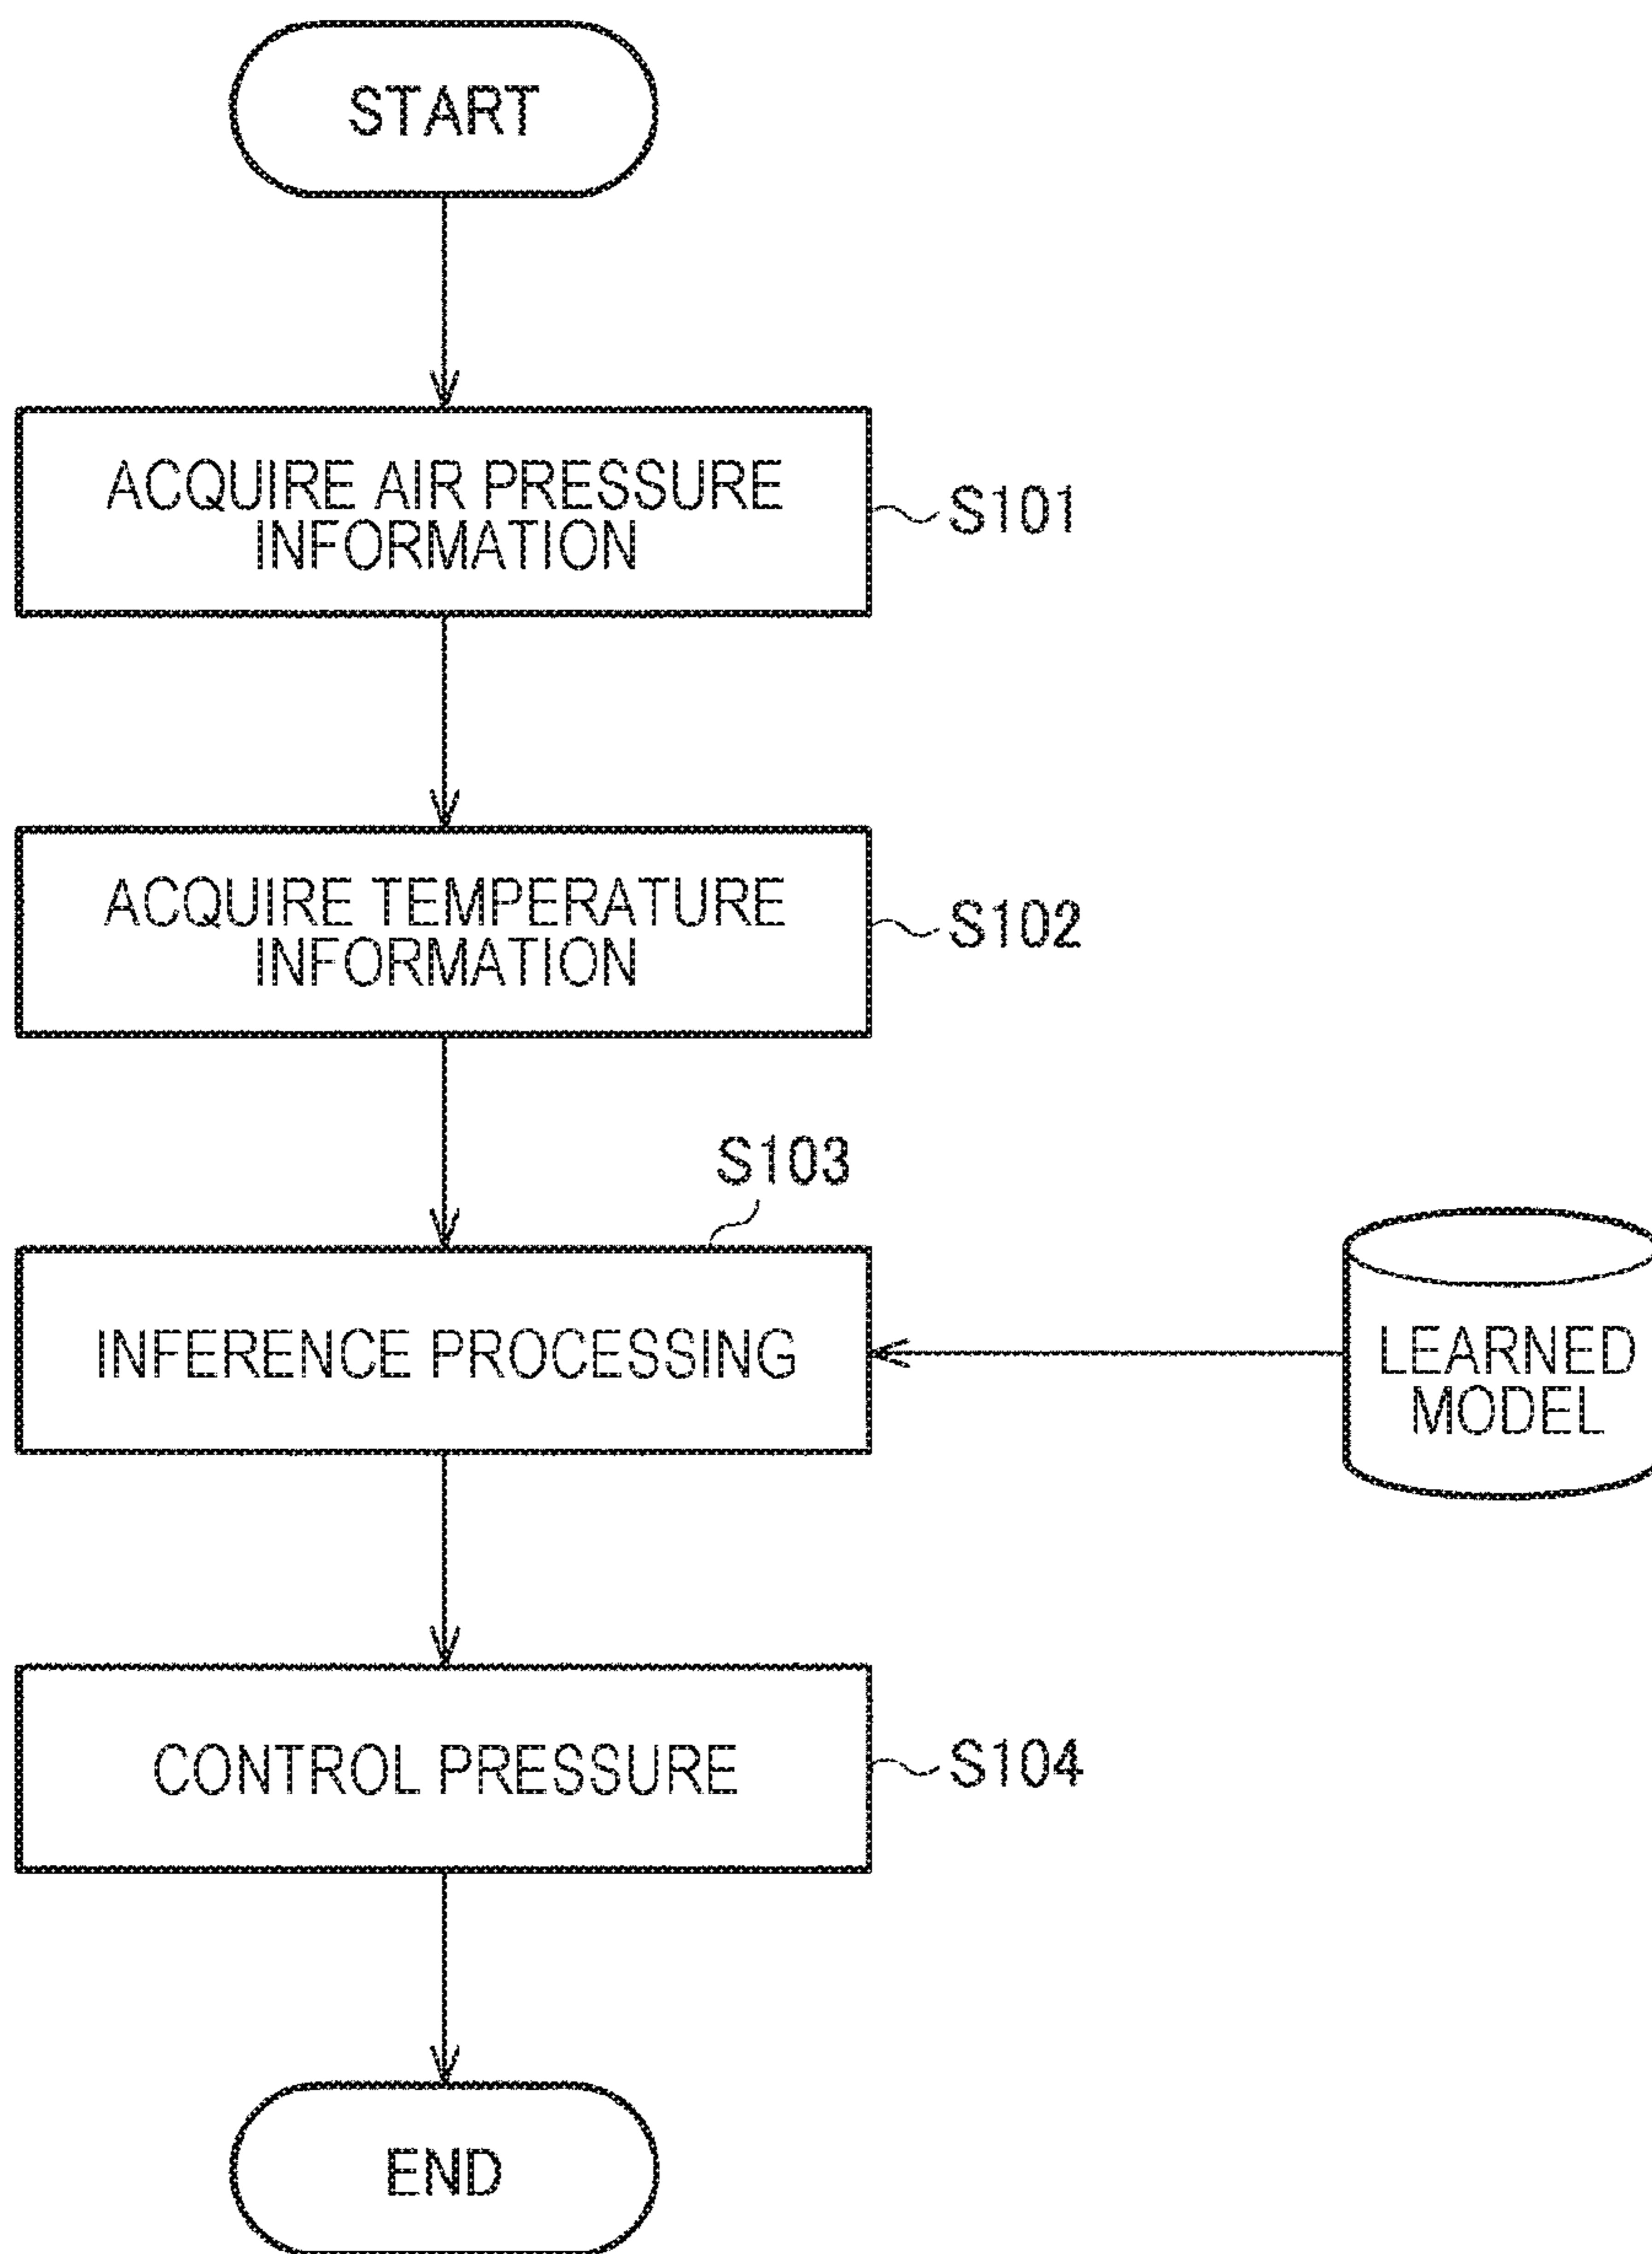 START
ACQUIRE AIR PRESSURE
INFORMATION
S101
ACQUIRE TEMPERATURE
INFORMATION
S102
S103
INFERENCE PROCESSING
LEARNED
MODEL
CONTROL PRESSURE
S104
END